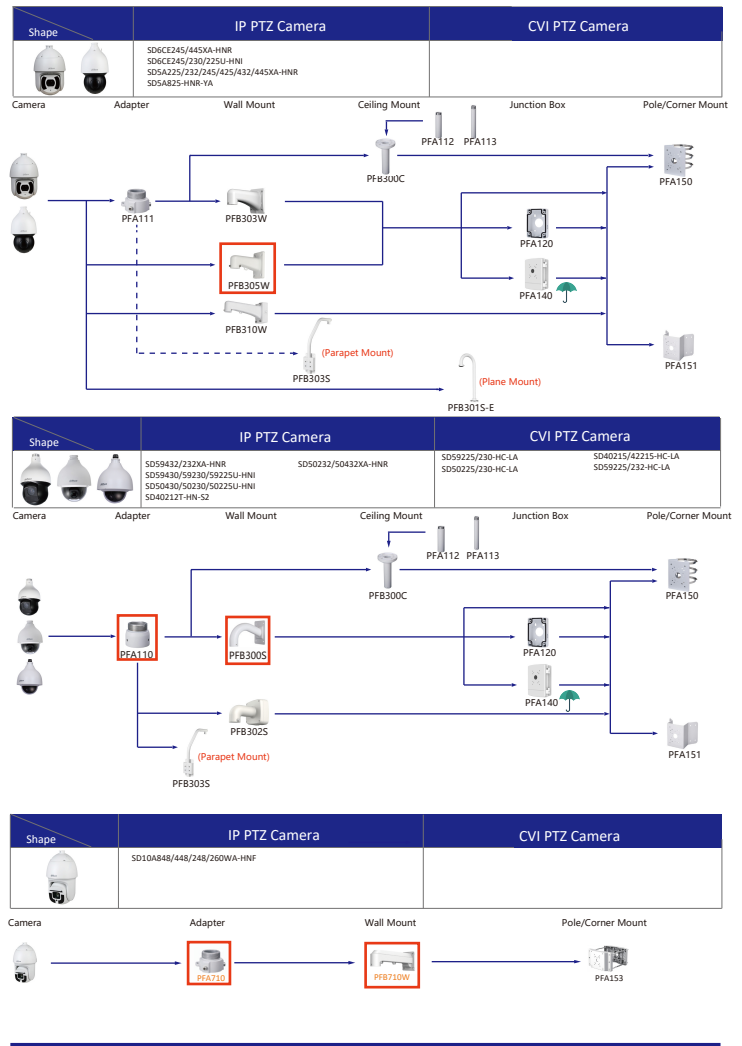 Shape
IP PTZ Camera
CVI PTZ Camera
SD6CE245/445XA-HNR
SD6CE245/230/225U-HNI
SD5A225/232/245/425/432/445XA-HNR
SD5A825-HNR-YA
Camera Adapter Wall Mount Ceiling Mount Junction Box Pole/Corner Mount
PFA112 PFA113
PFB300C
PFA150
PFA111
PFB303W
PFA120
PFB305W
PFA140
PFB310W
(Parapet Mount)
PFA151
PFB303S
(Plane Mount)
PFB301S-E
Shape
IP PTZ Camera
CVI PTZ Camera
SD59432/232XA-HNR SD50232/50432XA-HNR
SD59430/59230/59225U-HNI
SD50430/50230/50225U-HNI
SD40212T-HN-S2
SD59225/230-HC-LA SD40215/42215-HC-LA
SD50225/230-HC-LA SD59225/232-HC-LA
Camera Adapter Wall Mount Ceiling Mount Junction Box Pole/Corner Mount
PFA112 PFA113
PFB300C
PFA150
PFA110
PFB300S
PFA120
PFA140
PFB302S
(Parapet Mount)
PFA151
PFB303S
Shape
IP PTZ Camera
CVI PTZ Camera
SD10A848/448/248/260WA-HNF
Camera Adapter Wall Mount Pole/Corner Mount
PFA710 PFB710W PFA153